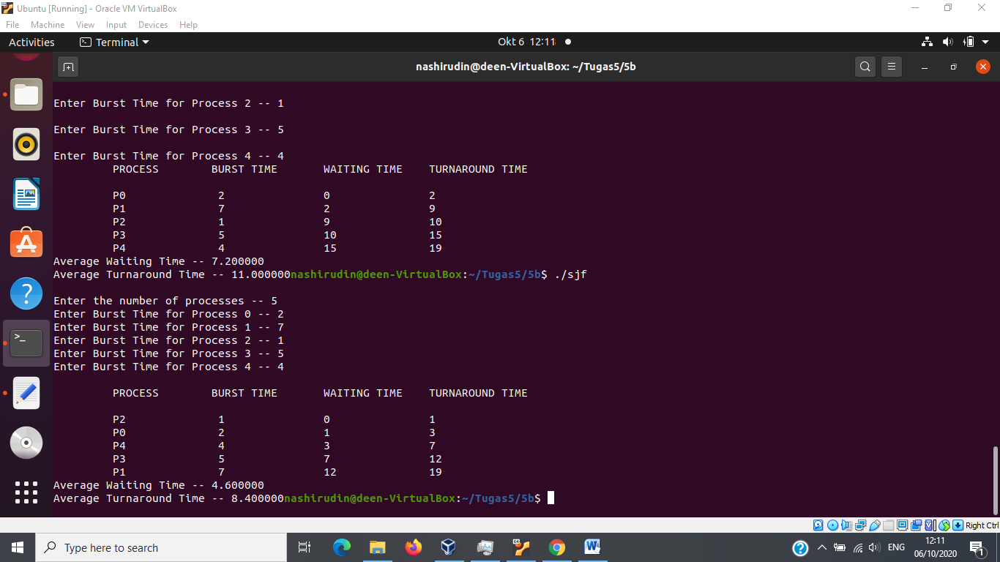 Ubuntu [Running] - Oracle VM VirtualBox
File Machine View Input Devices Help
Activities Terminal Okt 6 12:11
nashirudin@deen-VirtualBox: ~/Tugas5/5b
Enter Burst Time for Process 2 -- 1
Enter Burst Time for Process 3 -- 5
Enter Burst Time for Process 4 -- 4
PROCESS BURST TIME WAITING TIME TURNAROUND TIME
P0 2 0 2
P1 7 2 9
P2 1 9 10
P3 5 10 15
P4 4 15 19
Average Waiting Time -- 7.200000
Average Turnaround Time -- 11.000000nashirudin@deen-VirtualBox:~/Tugas5/5b$ ./sjf
Enter the number of processes -- 5
Enter Burst Time for Process 0 -- 2
Enter Burst Time for Process 1 -- 7
Enter Burst Time for Process 2 -- 1
Enter Burst Time for Process 3 -- 5
Enter Burst Time for Process 4 -- 4
PROCESS BURST TIME WAITING TIME TURNAROUND TIME
P2 1 0 1
P0 2 1 3
P4 4 3 7
P3 5 7 12
P1 7 12 19
Average Waiting Time -- 4.600000
Average Turnaround Time -- 8.400000nashirudin@deen-VirtualBox:~/Tugas5/5b$
Right Ctrl
Type here to search
ENG
12:11
06/10/2020
1